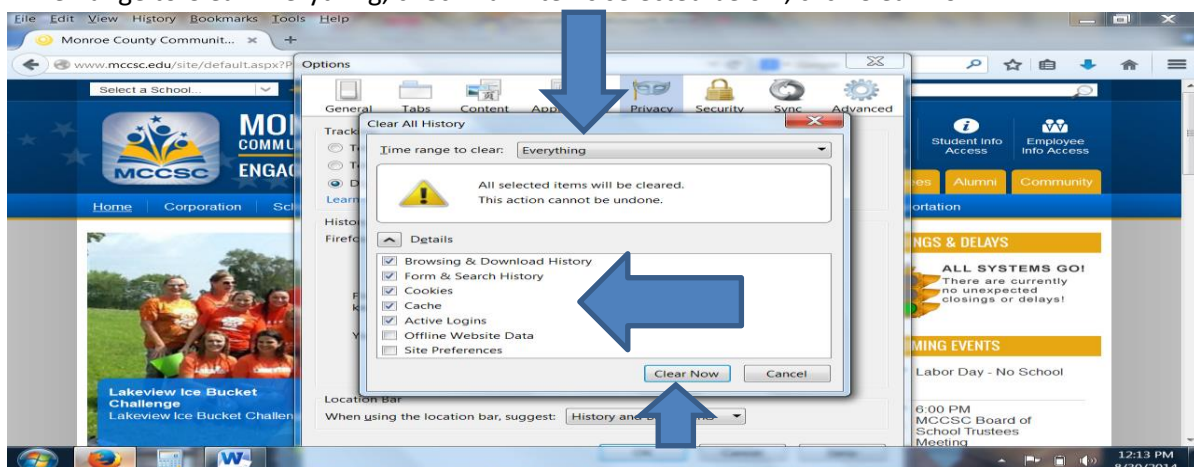 File Edit View History Bookmarks Tools Help
Monroe County Communit...
www.mccsc.edu/site/default.aspx?P
Options
Select a School...
General Tabs Content Privacy Security Sync Advanced
Clear All History
Time range to clear: Everything
All selected items will be cleared.
This action cannot be undone.
Details
Browsing & Download History
Form & Search History
Cookies
Cache
Active Logins
Offline Website Data
Site Preferences
Clear Now Cancel
Location Bar
When using the location bar, suggest: History and
MCCSC
COMMU
Student Info Access
Employee Info Access
Alumni Community
Home Corporation
ALL SYSTEMS GO!
There are currently
no unexpected
closings or delays!
Labor Day - No School
6:00 PM
MCCSC Board of
School Trustees
Meeting
Lakeview Ice Bucket
Challenge
Lakeview Ice Bucket Challen
12:13 PM